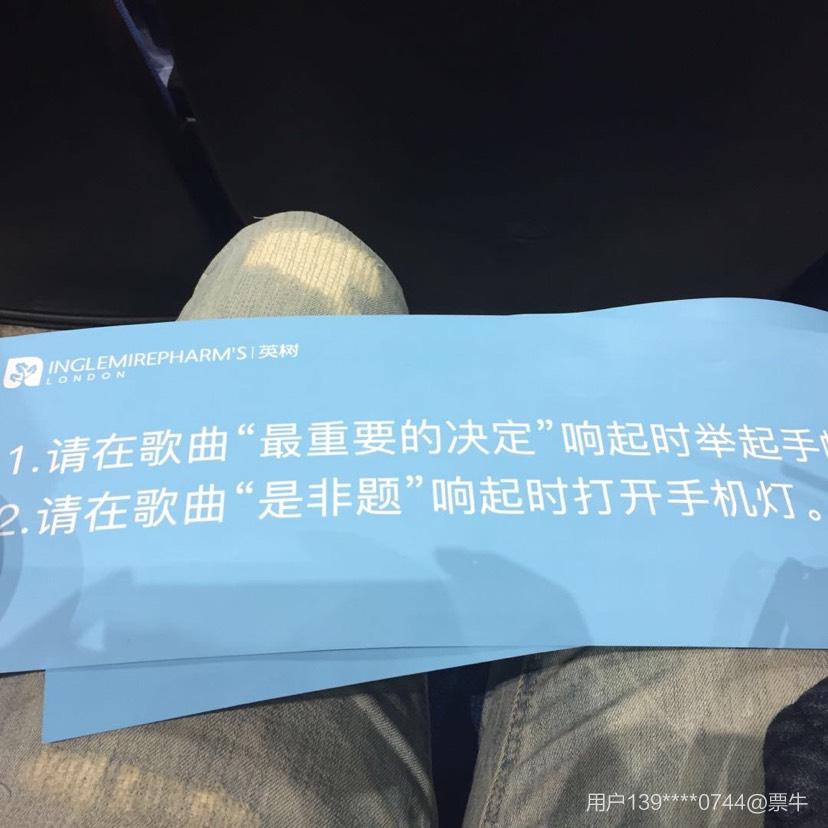 INGLEMIREPHARM'S | 英树
LONDON
1.请在歌曲“最重要的决定”响起时举起手
2.请在歌曲“是非题”响起时打开手机灯。
用户139****0744@票牛